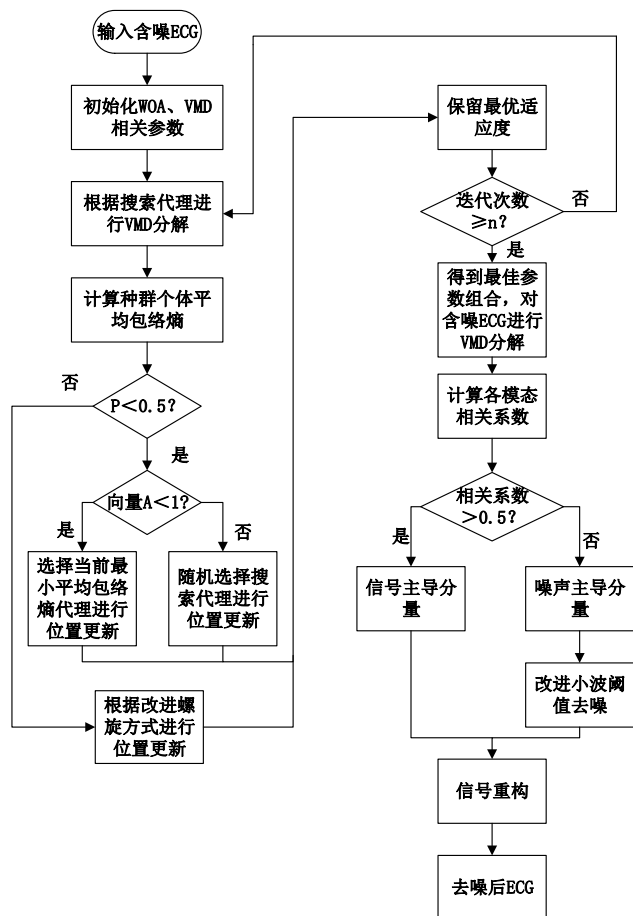 输入含噪ECG
初始化WOA、VMD
相关参数
根据搜索代理进
行VMD分解
计算种群个体平
均包络熵
否
P<0.5?
是
向量A<1?
是
否
选择当前最
小平均包络
熵代理进行
位置更新
随机选择搜
索代理进行
位置更新
根据改进螺
旋方式进行
位置更新
保留最优适
应度
迭代次数
≥n?
否
是
得到最佳参
数组合，对
含噪ECG进行
VMD分解
计算各模态
相关系数
相关系数
>0.5?
是
否
信号主导分
量
噪声主导分
量
改进小波阈
值去噪
信号重构
去噪后ECG